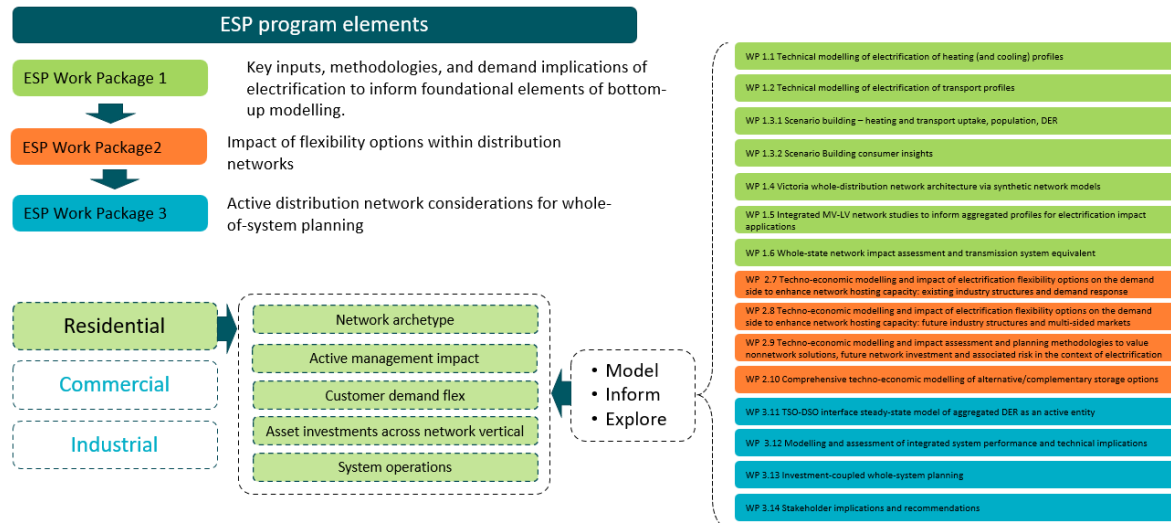 ESP program elements
ESP Work Package 1
Key inputs, methodologies, and demand implications of
electrification to inform foundational elements of bottom-
up modelling.
ESP Work Package2
Impact of flexibility options within distribution
networks
ESP Work Package 3
Active distribution network considerations for whole-
of-system planning
Residential
Commercial
Industrial
Network archetype
Active management impact
Customer demand flex
Asset investments across network vertical
System operations
• Model
• Inform
• Explore
WP 1.1 Technical modelling of electrification of heating (and cooling) profiles
WP 1.2 Technical modelling of electrification of transport profiles
WP 1.3.1 Scenario building – heating and transport uptake, population, DER
WP 1.3.2 Scenario Building consumer insights
WP 1.4 Victoria whole-distribution network architecture via synthetic network models
WP 1.5 Integrated MV-LV network studies to inform aggregated profiles for electrification impact
applications
WP 1.6 Whole-state network impact assessment and transmission system equivalent
WP 2.7 Techno-economic modelling and impact of electrification flexibility options on the demand
side to enhance network hosting capacity: existing industry structures and demand response
WP 2.8 Techno-economic modelling and impact of electrification flexibility options on the demand
side to enhance network hosting capacity: future industry structures and multi-sided markets
WP 2.9 Techno-economic modelling and impact assessment and planning methodologies to value
nonnetwork solutions, future network investment and associated risk in the context of electrification
WP 2.10 Comprehensive techno-economic modelling of alternative/complementary storage options
WP 3.11 TSO-DSO interface steady-state model of aggregated DER as an active entity
WP 3.12 Modelling and assessment of integrated system performance and technical implications
WP 3.13 Investment-coupled whole-system planning
WP 3.14 Stakeholder implications and recommendations